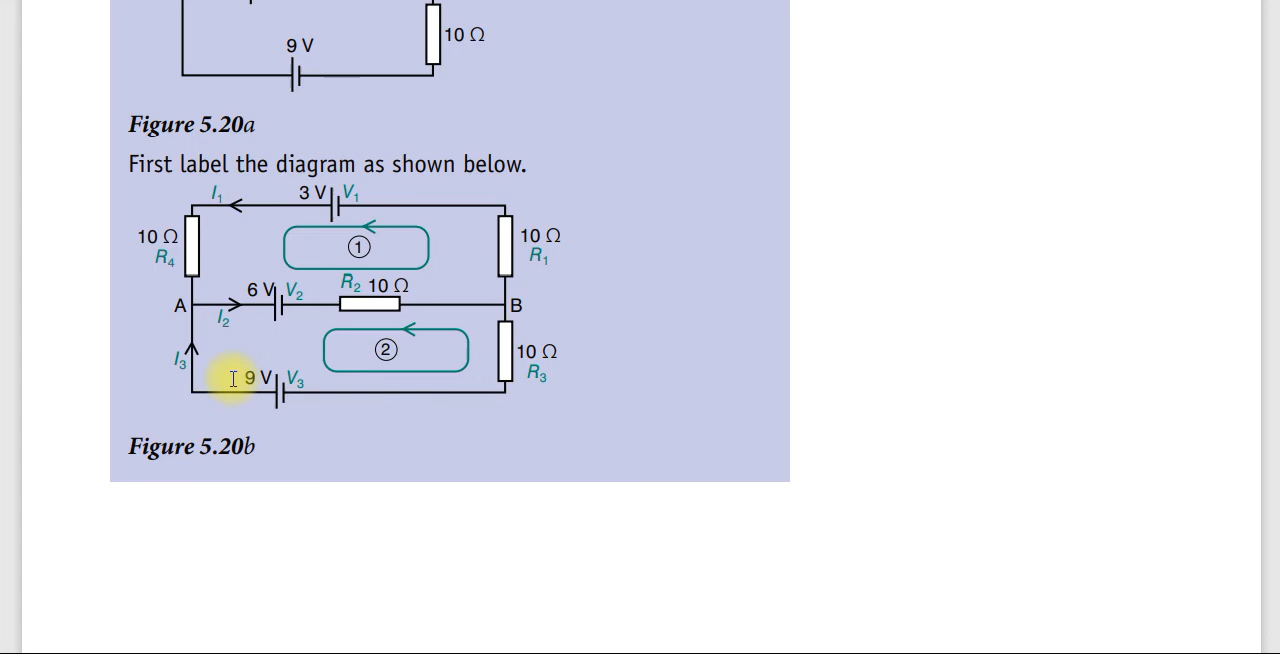 10 Ω
9 V
Figure 5.20a
First label the diagram as shown below.
I₁ 3 V V₁
10 Ω R₄
1
10 Ω R₁
6 V V₂ R₂ 10 Ω
A I₂ B
2
I₃
10 Ω R₃
9 V V₃
Figure 5.20b